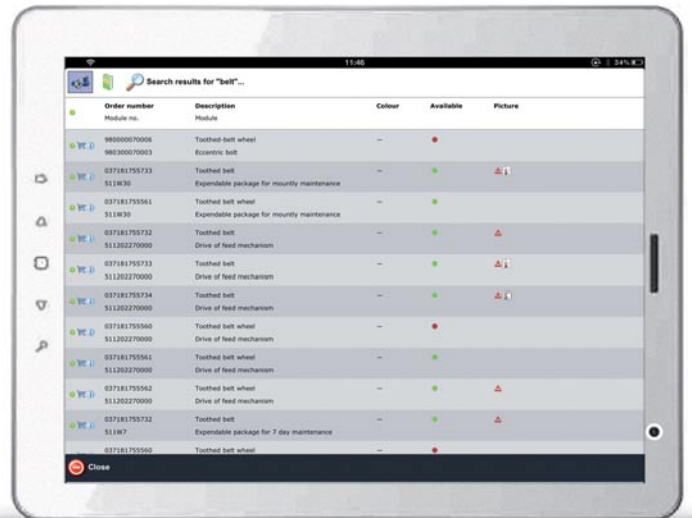 11:46
34%
Search results for "belt"...
Order number Description Colour Available Picture
Module no. Module
980000070006 Toothed-belt wheel —
980300070003 Eccentric bolt
037181755733 Toothed belt —
511W30 Expendable package for mountly maintenance
037181755561 Toothed belt wheel —
511W30 Expendable package for mountly maintenance
037181755732 Toothed belt —
511202270000 Drive of feed mechanism
037181755733 Toothed belt —
511202270000 Drive of feed mechanism
037181755734 Toothed belt —
511202270000 Drive of feed mechanism
037181755560 Toothed belt wheel —
511202270000 Drive of feed mechanism
037181755561 Toothed belt wheel —
511202270000 Drive of feed mechanism
037181755562 Toothed belt wheel —
511202270000 Drive of feed mechanism
037181755732 Toothed belt —
511W7 Expendable package for 7 day maintenance
037181755560 Toothed belt wheel —
Close